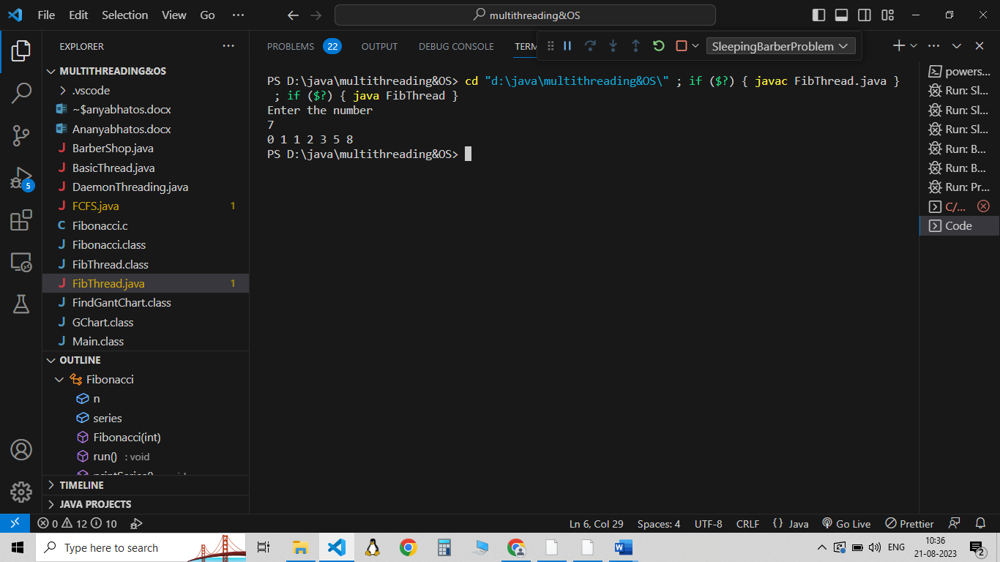 File Edit Selection View Go ··· multithreading&OS
EXPLORER ···
MULTITHREADING&OS
.vscode
~$anyabhatos.docx
Ananyabhatos.docx
BarberShop.java
BasicThread.java
DaemonThreading.java
FCFS.java 1
Fibonacci.c
Fibonacci.class
FibThread.class
FibThread.java 1
FindGantChart.class
GChart.class
Main.class
OUTLINE
Fibonacci
n
series
Fibonacci(int)
run() : void
TIMELINE
JAVA PROJECTS
5
PROBLEMS 22 OUTPUT DEBUG CONSOLE TERM
SleepingBarberProblem
PS D:\java\multithreading&OS> cd "d:\java\multithreading&OS\" ; if ($?) { javac FibThread.java }
; if ($?) { java FibThread }
Enter the number
7
0 1 1 2 3 5 8
PS D:\java\multithreading&OS>
powers...
Run: Sl...
Run: Sl...
Run: Sl...
Run: B...
Run: B...
Run: Pr...
C/...
Code
0 12 10 Ln 6, Col 29 Spaces: 4 UTF-8 CRLF {} Java Go Live Prettier
Type here to search
W
ENG
10:36
21-08-2023
2